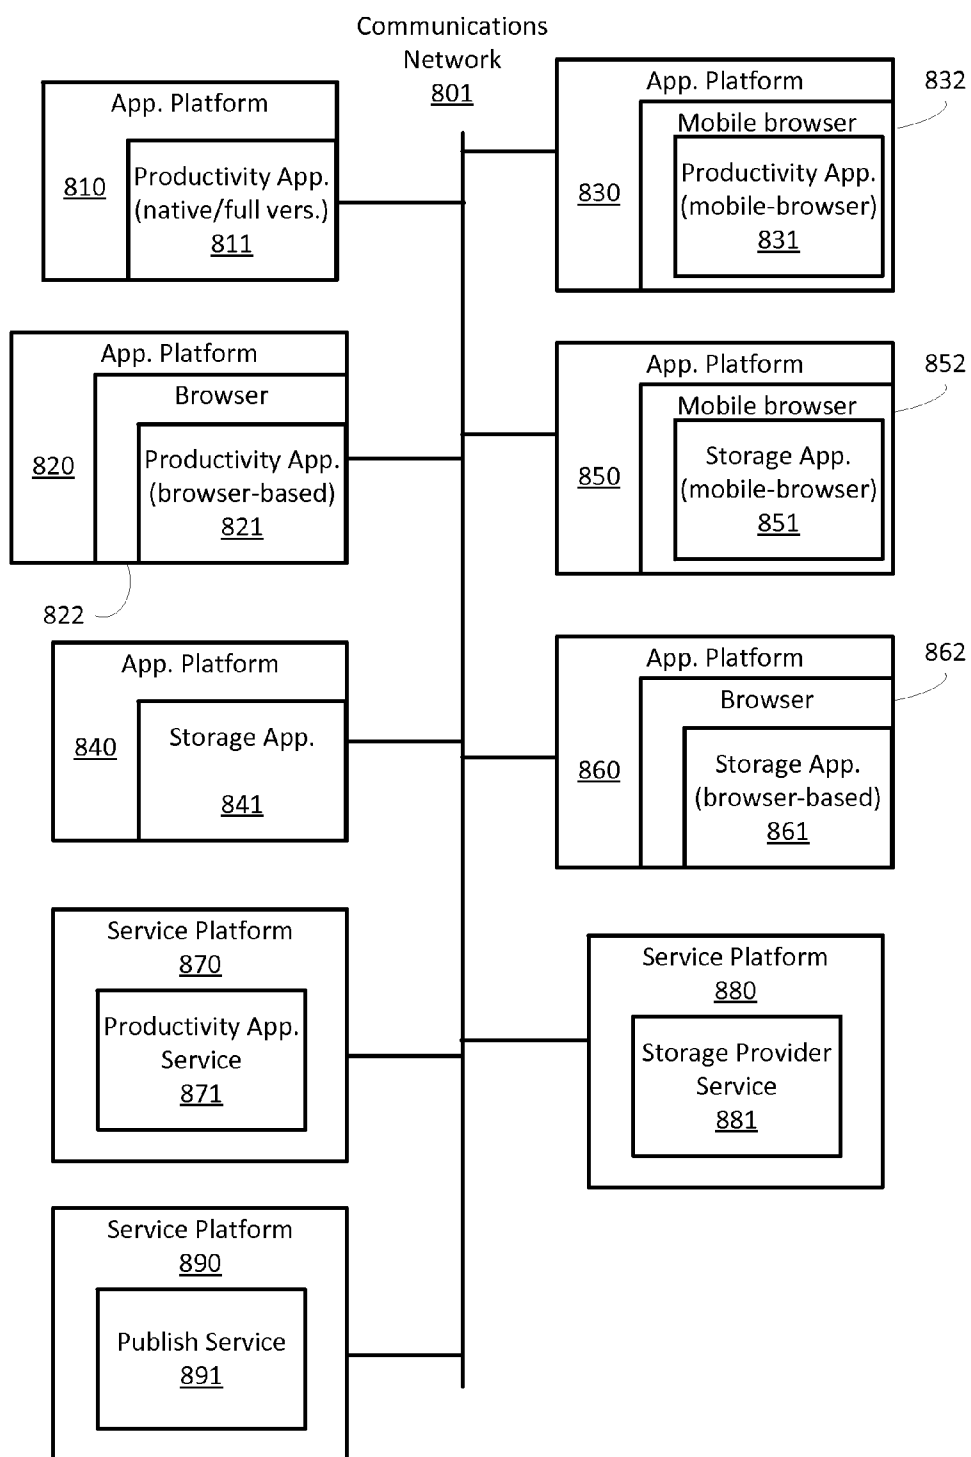 Communications
Network
801
App. Platform
810
Productivity App.
(native/full vers.)
811
App. Platform
832
Mobile browser
830
Productivity App.
(mobile-browser)
831
App. Platform
Browser
820
Productivity App.
(browser-based)
821
822
App. Platform
852
Mobile browser
850
Storage App.
(mobile-browser)
851
App. Platform
840
Storage App.
841
App. Platform
862
Browser
860
Storage App.
(browser-based)
861
Service Platform
870
Productivity App.
Service
871
Service Platform
880
Storage Provider
Service
881
Service Platform
890
Publish Service
891